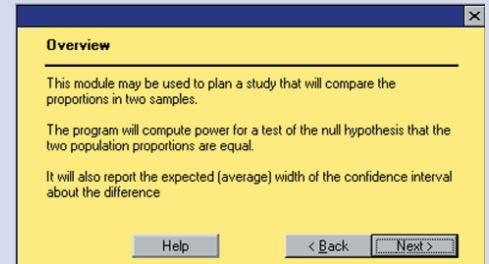 Overview
This module may be used to plan a study that will compare the
proportions in two samples.
The program will compute power for a test of the null hypothesis that the
two population proportions are equal.
It will also report the expected (average) width of the confidence interval
about the difference
Help
< Back
Next >